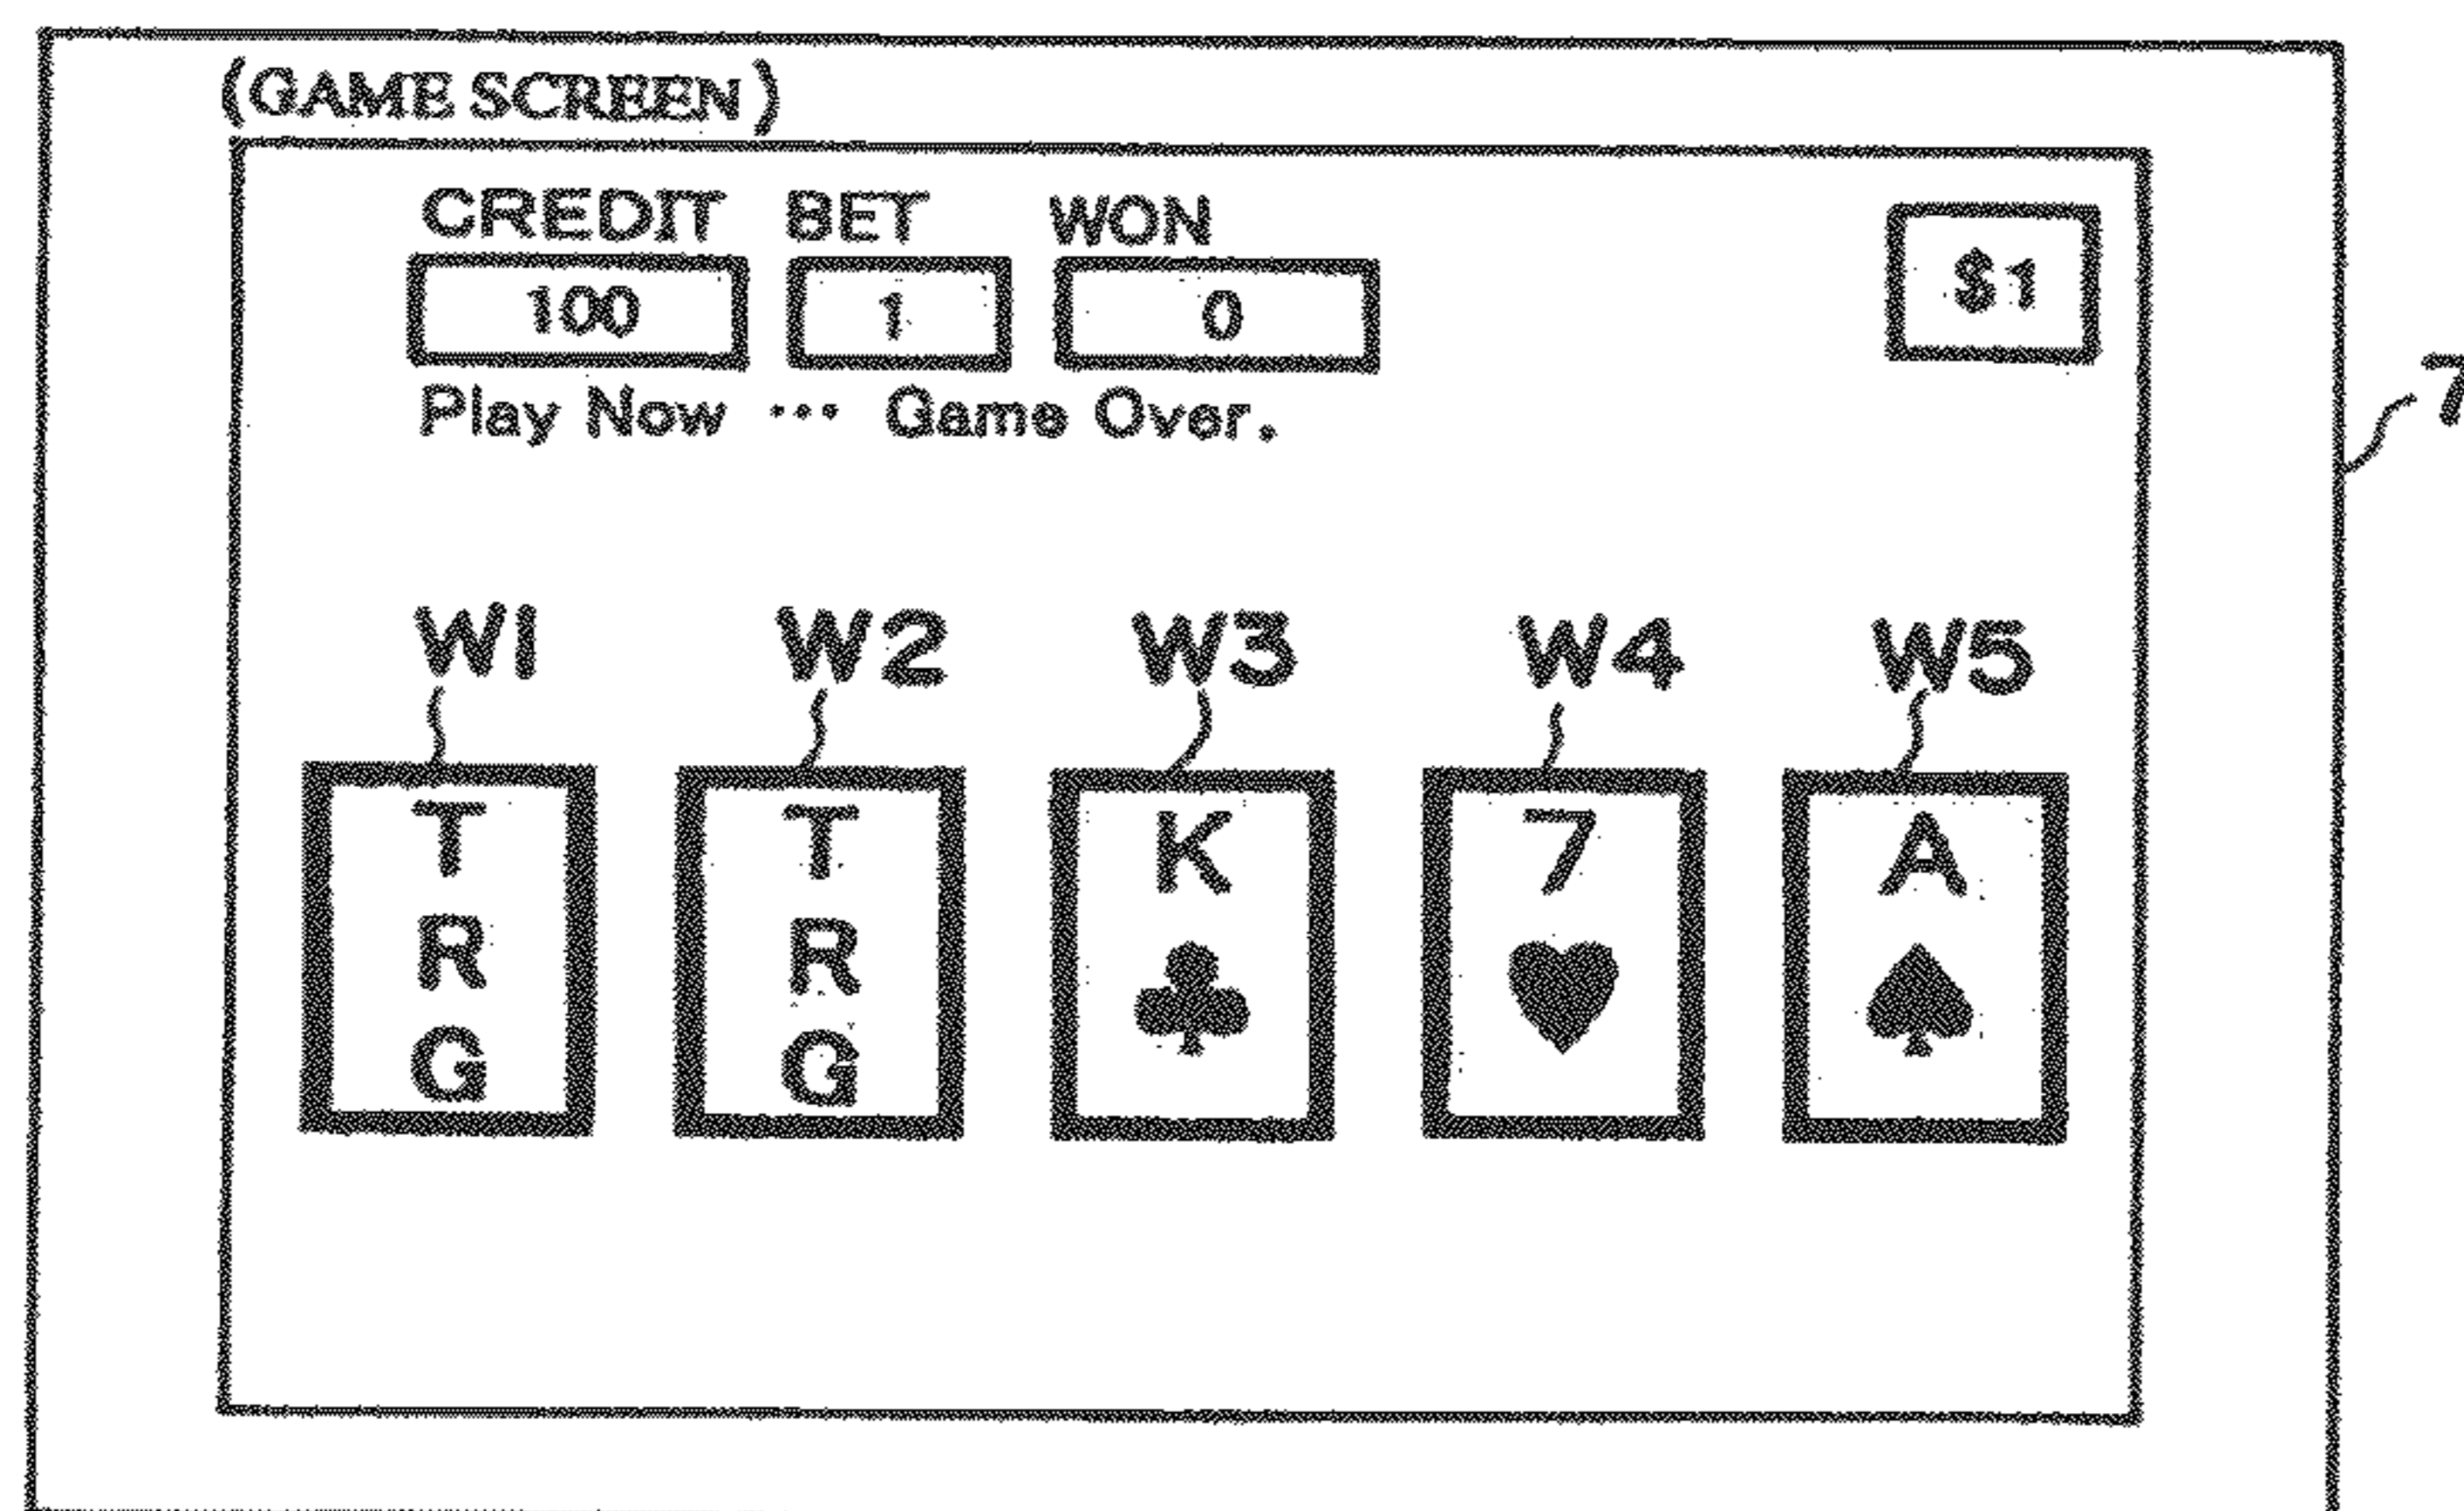 (GAME SCREEN)
CREDIT BET WON
100 1 0 $1
Play Now ··· Game Over.
7
W1 W2 W3 W4 W5
T T K 7 A
R R
G G